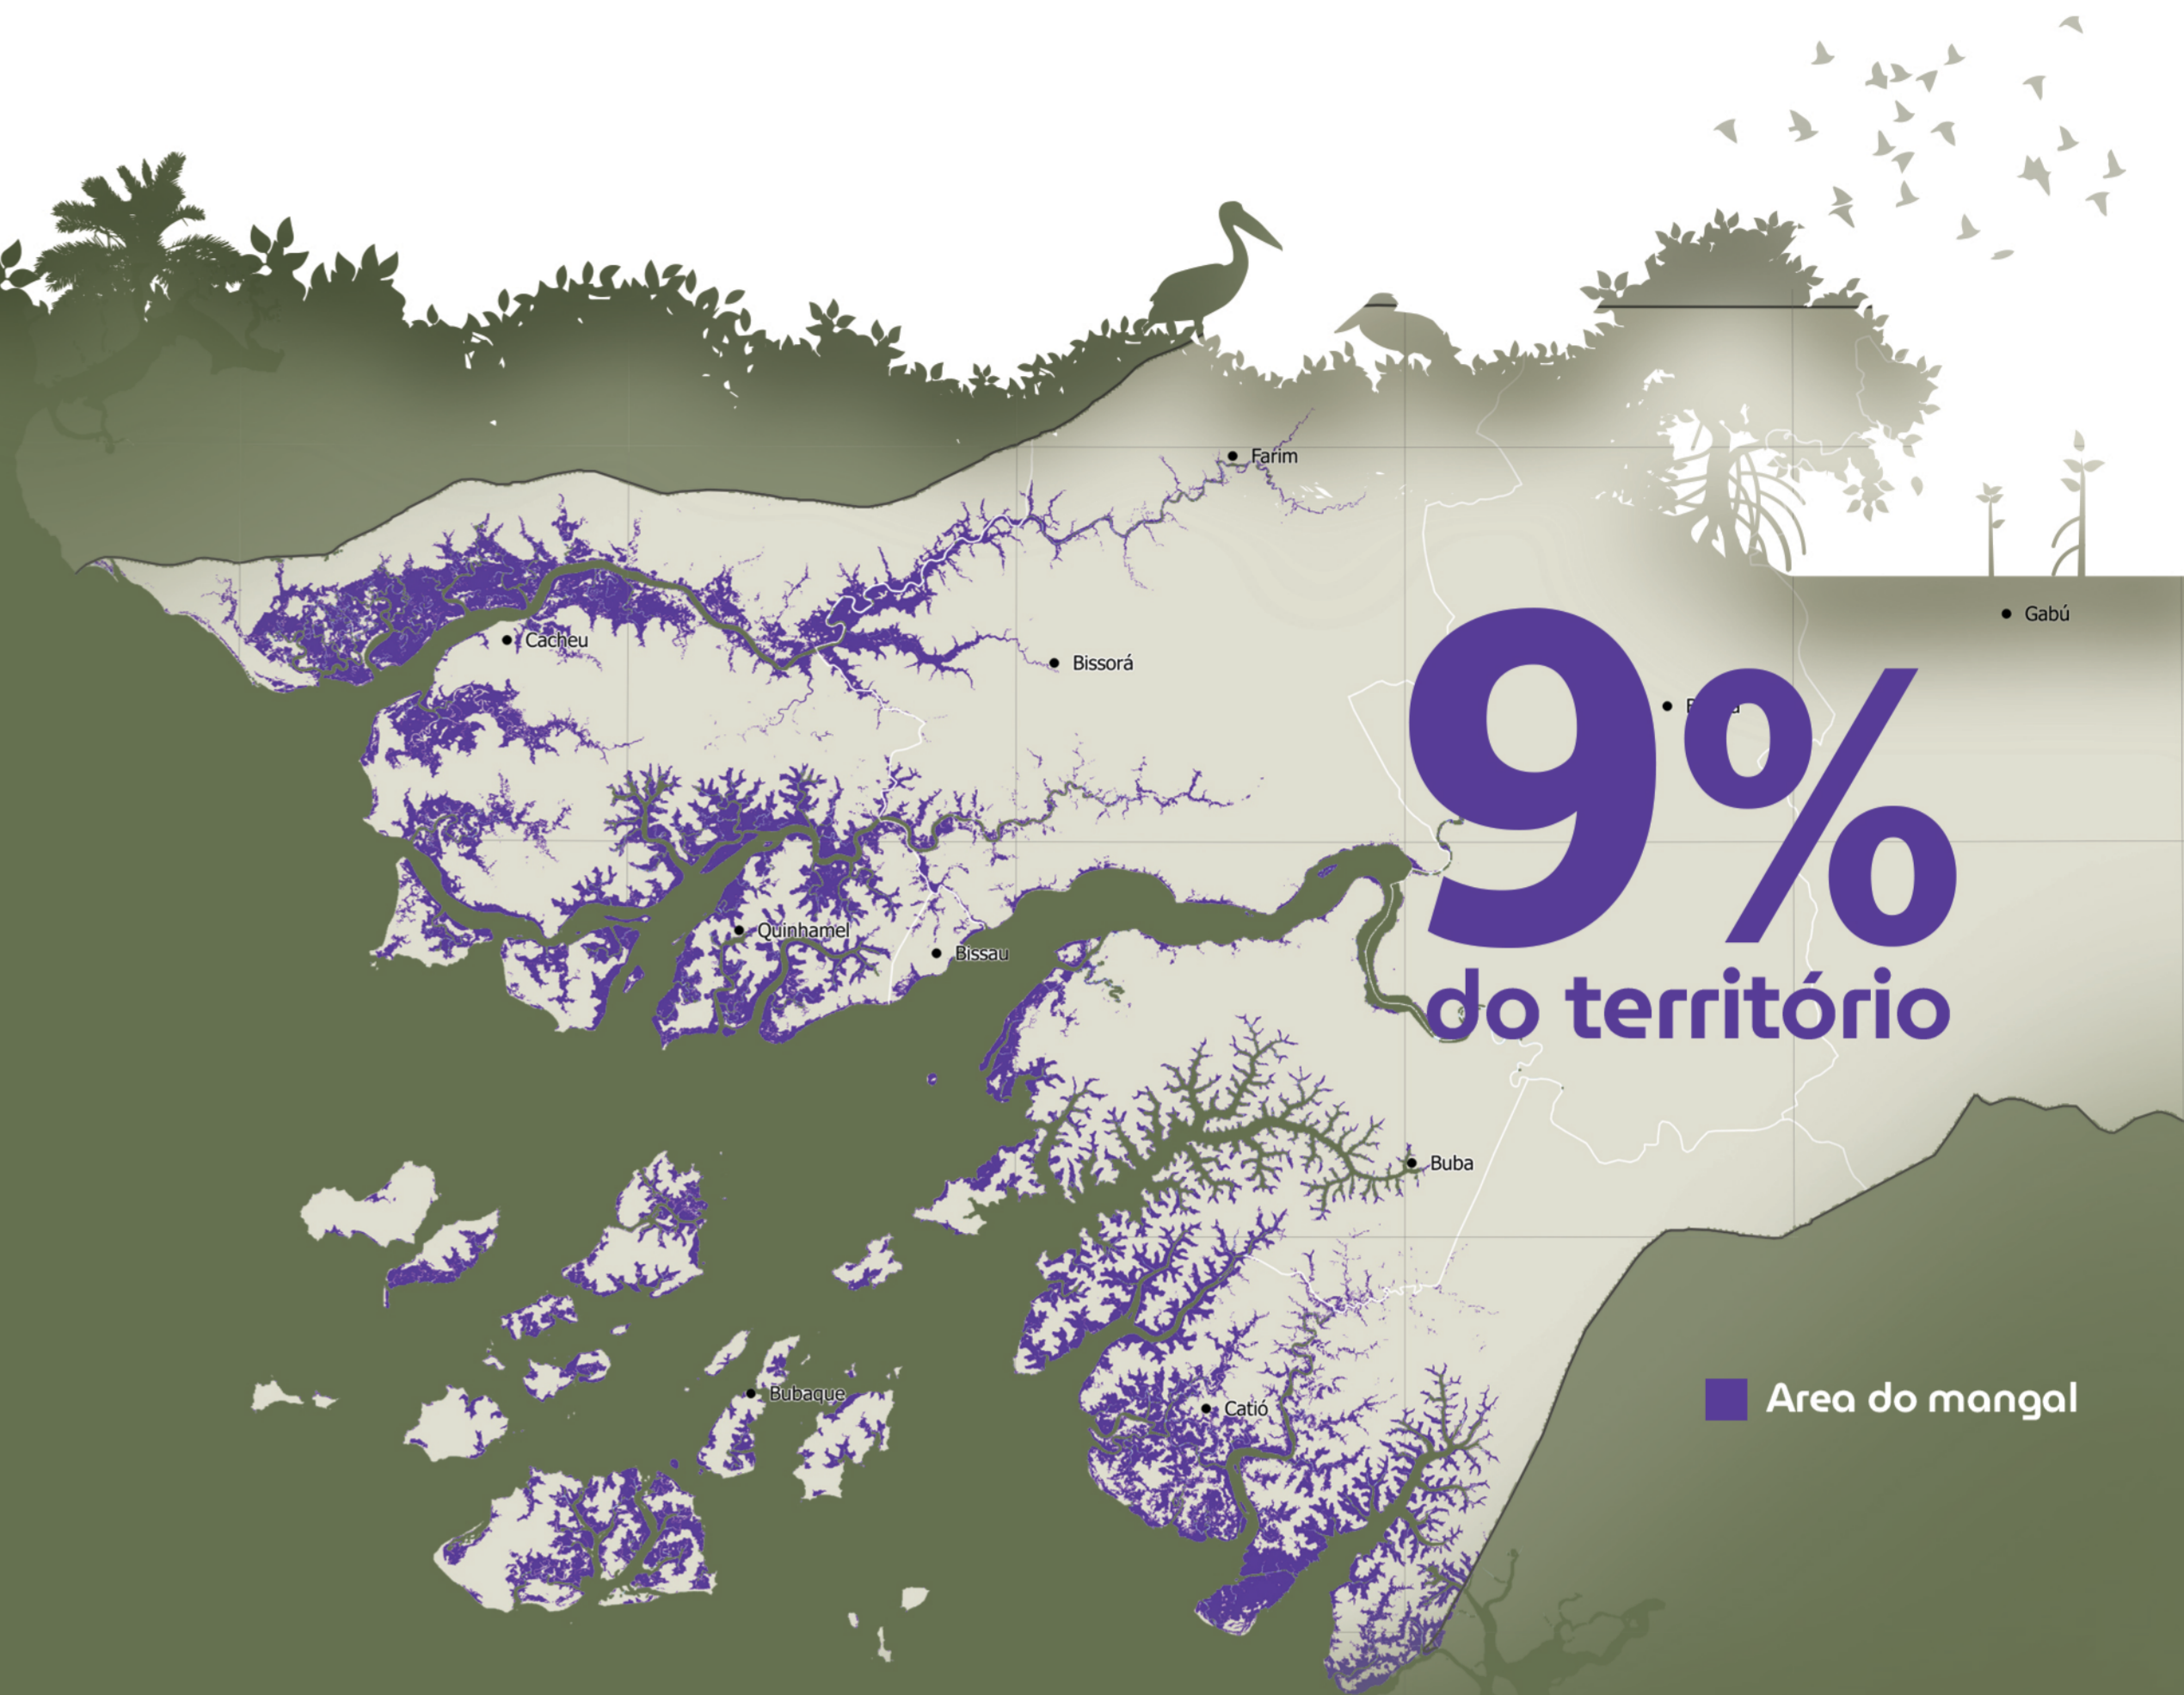 Farim
Gabú
Cacheu
Bissorá
9%
do território
Quinhamel
Bissau
Buba
Bubaque
Catió
Area do mangal